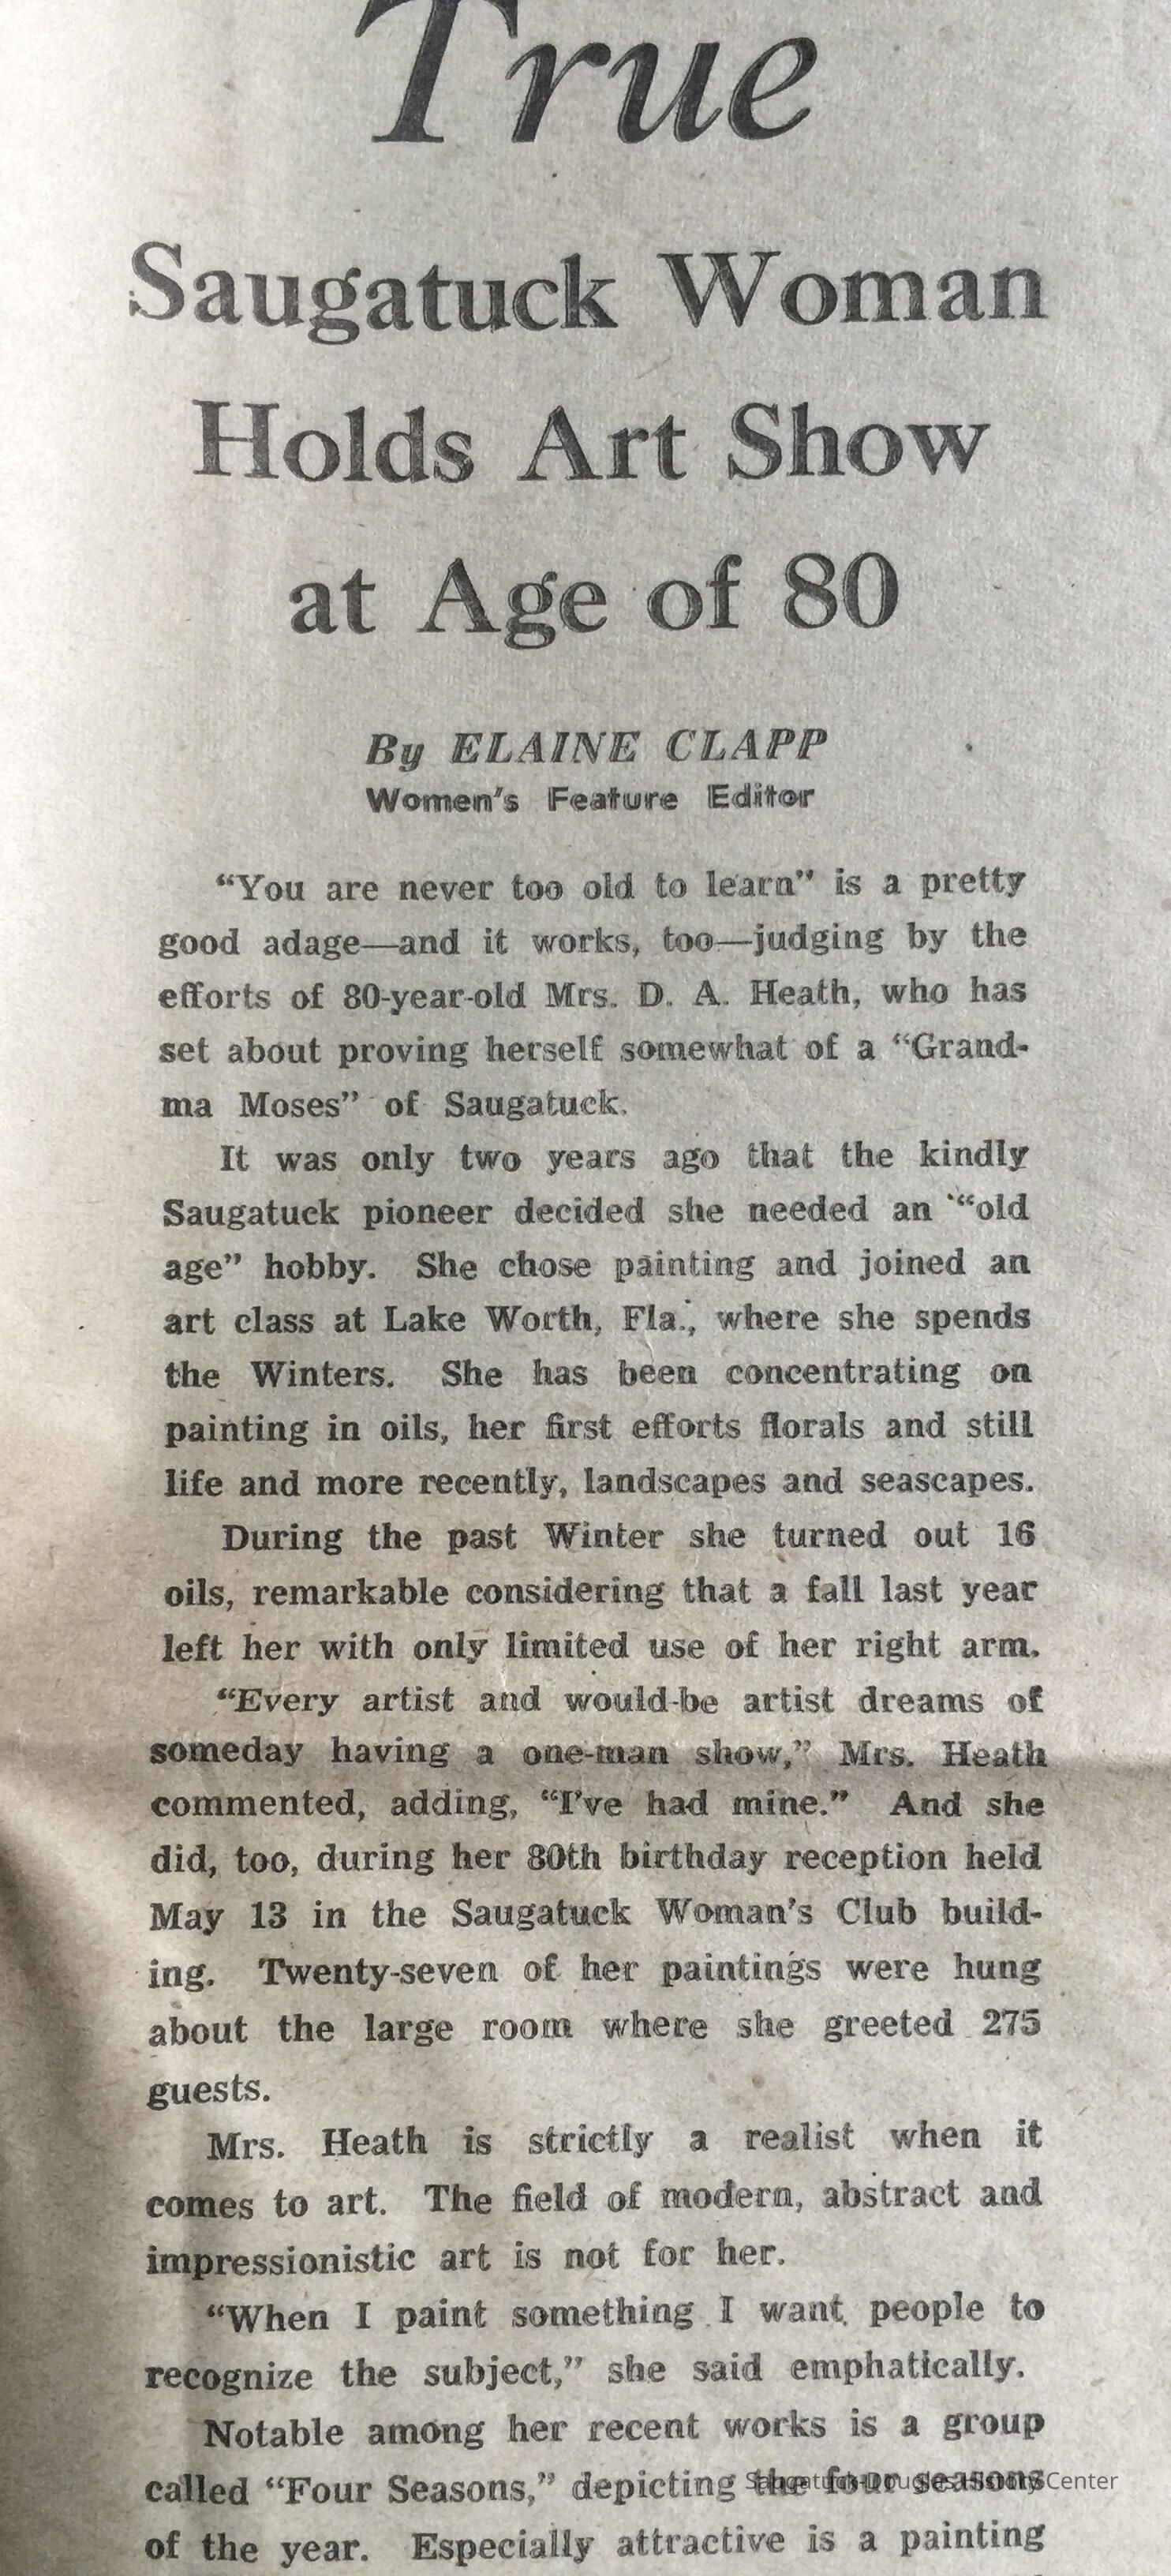 True
Saugatuck Woman
Holds Art Show
at Age of 80
By ELAINE CLAPP
Women's Feature Editor
"You are never too old to learn" is a pretty
good adage—and it works, too—judging by the
efforts of 80-year-old Mrs. D. A. Heath, who has
set about proving herself somewhat of a "Grand-
ma Moses" of Saugatuck.
It was only two years ago that the kindly
Saugatuck pioneer decided she needed an "old
age" hobby. She chose painting and joined an
art class at Lake Worth, Fla., where she spends
the Winters. She has been concentrating on
painting in oils, her first efforts florals and still
life and more recently, landscapes and seascapes.
During the past Winter she turned out 16
oils, remarkable considering that a fall last year
left her with only limited use of her right arm.
"Every artist and would-be artist dreams of
someday having a one-man show," Mrs. Heath
commented, adding, "I've had mine." And she
did, too, during her 80th birthday reception held
May 13 in the Saugatuck Woman's Club build-
ing. Twenty-seven of her paintings were hung
about the large room where she greeted 275
guests.
Mrs. Heath is strictly a realist when it
comes to art. The field of modern, abstract and
impressionistic art is not for her.
"When I paint something I want people to
recognize the subject," she said emphatically.
Notable among her recent works is a group
called "Four Seasons," depicting the four seasons
Saugatuck-Douglas History Center
of the year. Especially attractive is a painting